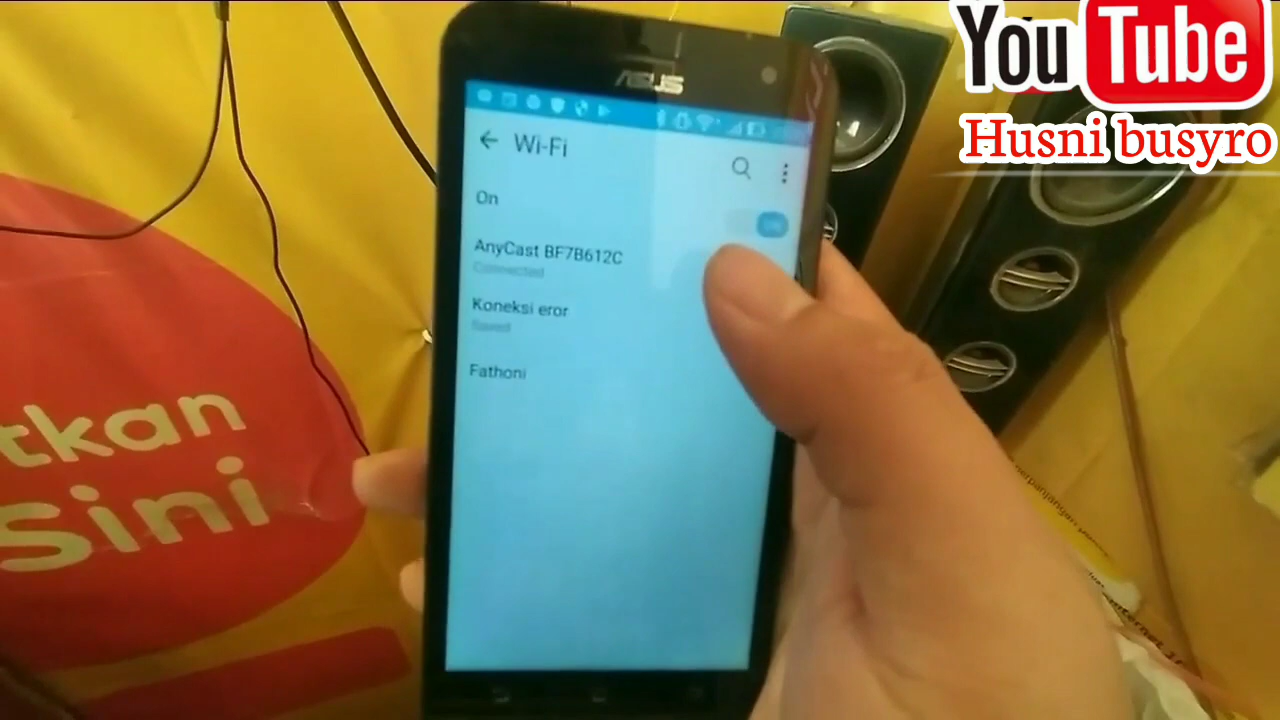 YouTube
Husni busyro
ASUS
Wi-Fi
On
AnyCast BF7B612C
Connected
Koneksi eror
Saved
Fathoni
tkan
Sini